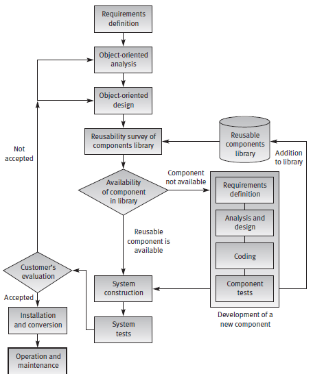 Requirements
definition
Object-oriented
analysis
Object-oriented
design
Reusability survey of
components library
Reusable
components
library
Not
accepted
Addition
to library
Component
not available
Availability
of component
in library
Requirements
definition
Analysis and
design
Reusable
component is
available
Coding
Customer's
evaluation
System
construction
Component
tests
Accepted
Development of a
new component
Installation
and conversion
System
tests
Operation and
maintenance